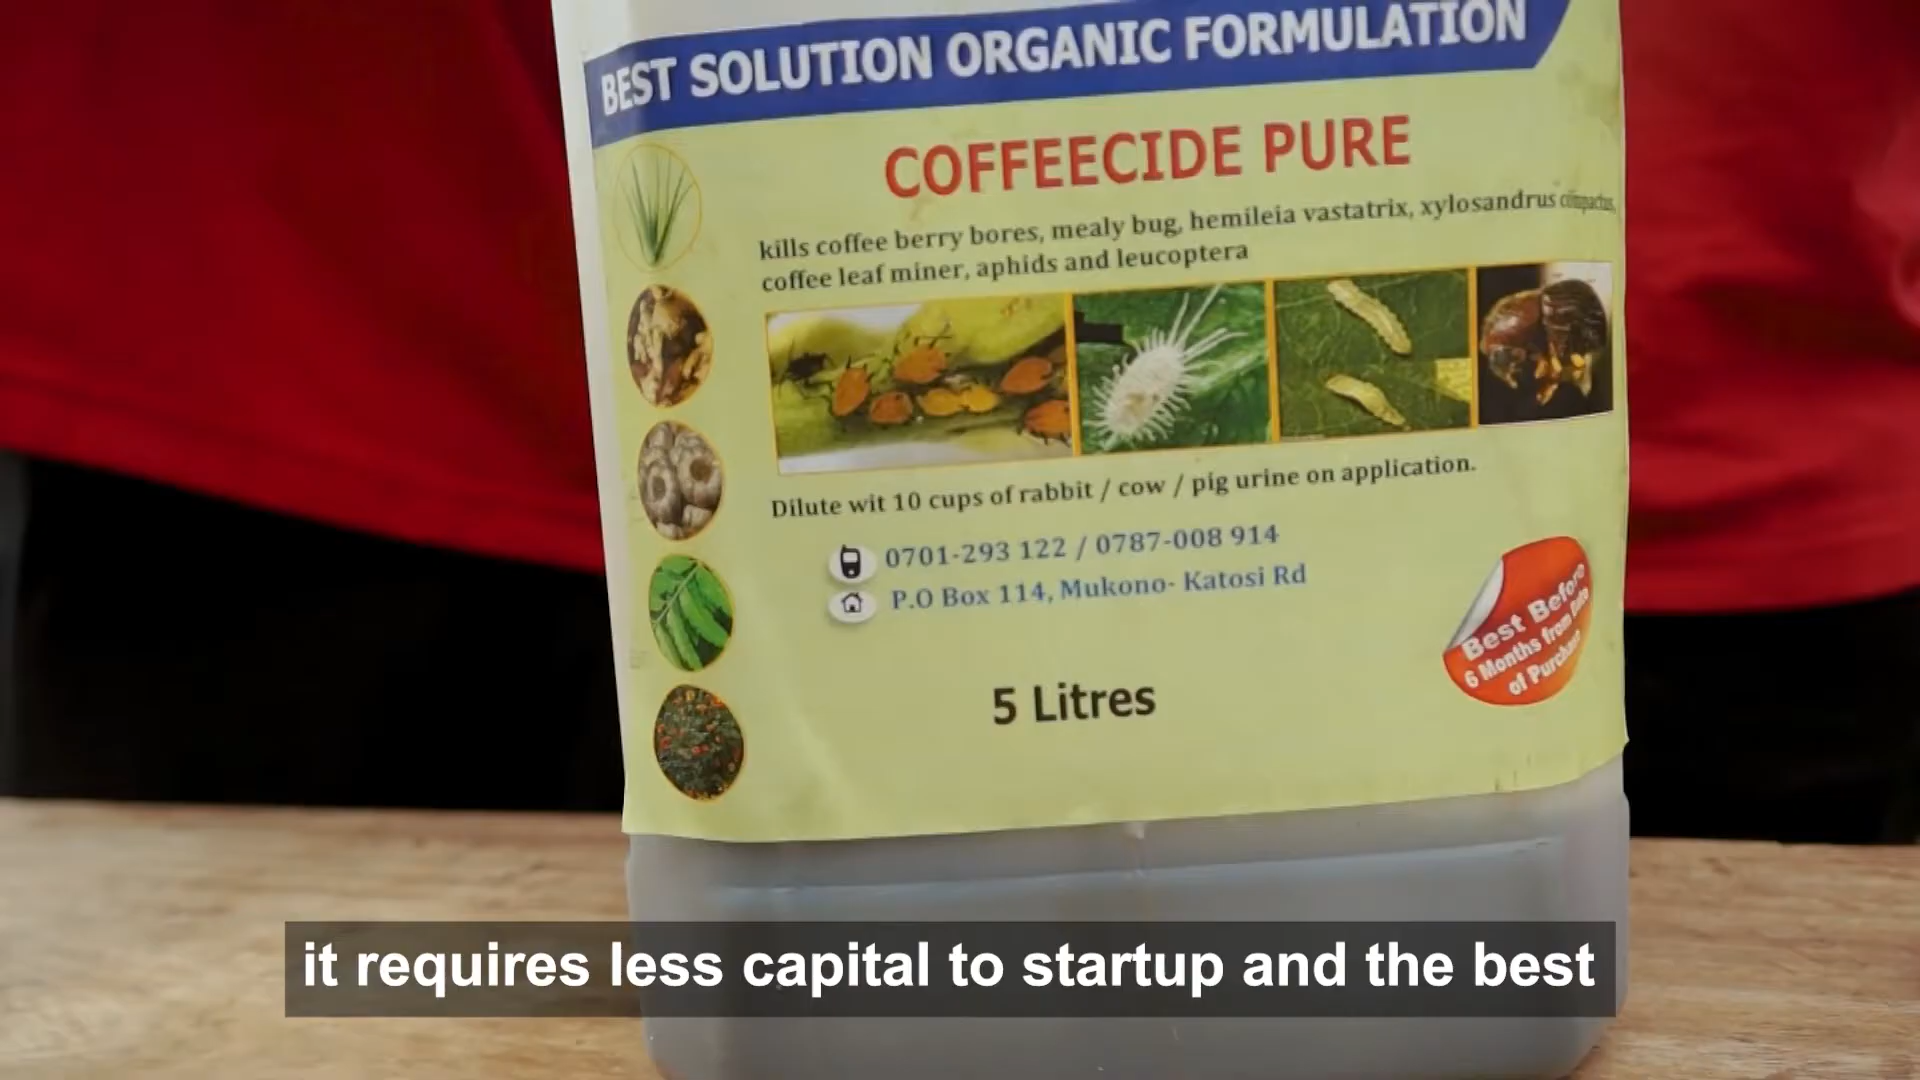 BEST SOLUTION ORGANIC FORMULATION
COFFEECIDE PURE
kills coffee berry bores, mealy bug, hemileia vastatrix, xylosandrus compactus,
coffee leaf miner, aphids and leucoptera
Dilute wit 10 cups of rabbit / cow / pig urine on application.
0701-293 122 / 0787-008 914
P.O Box 114, Mukono- Katosi Rd
Best Before
6 Months from Date
of Purchase
5 Litres
it requires less capital to startup and the best